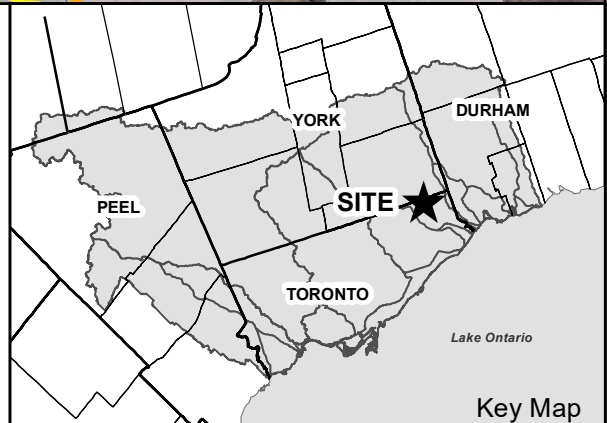 YORK
DURHAM
SITE
PEEL
TORONTO
Lake Ontario
Key Map